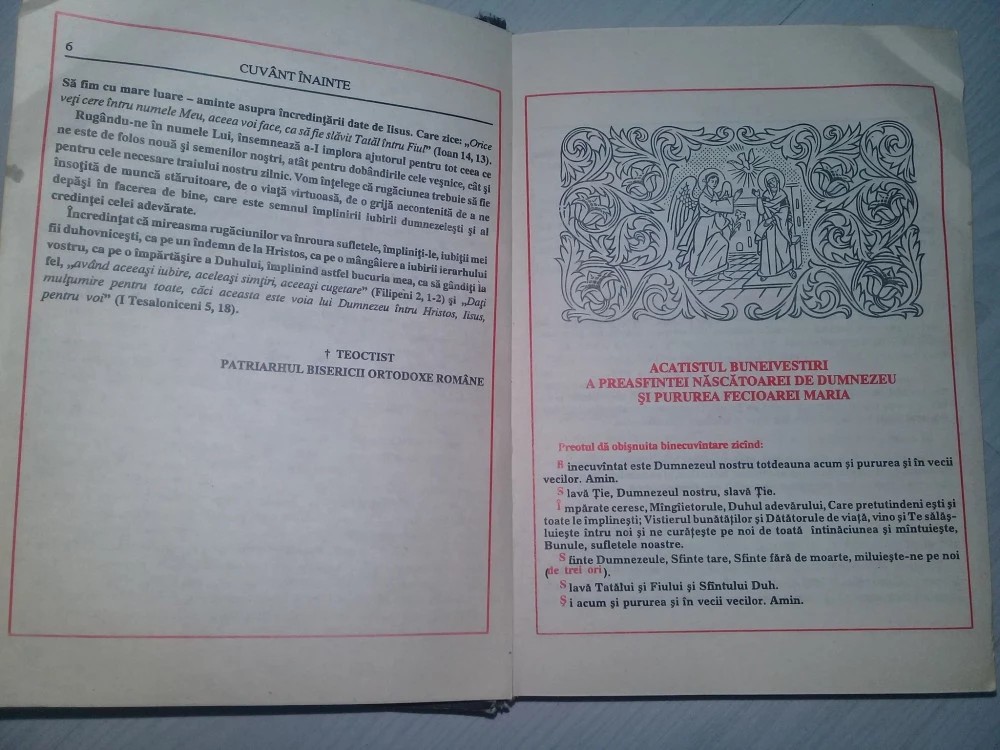 6
CUVÂNT ÎNAINTE
Să fim cu mare luare – aminte asupra încredinţării date de Iisus. Care zice: „Orice
veţi cere întru numele Meu, aceea voi face, ca să fie slăvit Tatăl întru Fiul” (Ioan 14, 13).
Rugându-ne în numele Lui, însemnează a-I implora ajutorul pentru tot ceea ce
ne este de folos nouă şi semenilor noştri, atât pentru dobândirile cele veşnice, cât şi
pentru cele necesare traiului nostru zilnic. Vom înţelege că rugăciunea trebuie să fie
însoţită de muncă stăruitoare, de o viaţă virtuoasă, de o grijă necontenită de a ne
depăşi în facerea de bine, care este semnul împlinirii iubirii dumnezeieşti şi al
credinţei celei adevărate.
Încredinţat că mireasma rugăciunilor va înroura sufletele, împliniţi-le, iubiţii mei
fii duhovniceşti, ca pe un îndemn de la Hristos, ca pe o mângâiere a iubirii ierarhului
vostru, ca pe o împărtăşire a Duhului, împlinind astfel bucuria mea, ca să gândiţi la
fel, „având aceeaşi iubire, aceleaşi simţiri, aceeaşi cugetare” (Filipeni 2, 1-2) şi „Daţi
mulţumire pentru toate, căci aceasta este voia lui Dumnezeu întru Hristos, Iisus,
pentru voi” (I Tesaloniceni 5, 18).
† TEOCTIST
PATRIARHUL BISERICII ORTODOXE ROMÂNE
ACATISTUL BUNEIVESTIRI
A PREASFINTEI NĂSCĂTOAREI DE DUMNEZEU
ŞI PURUREA FECIOAREI MARIA
Preotul dă obişnuita binecuvîntare zicînd:
B inecuvîntat este Dumnezeul nostru totdeauna acum şi pururea şi în vecii
vecilor. Amin.
S lavă Ţie, Dumnezeul nostru, slavă Ţie.
Î mpărate ceresc, Mîngîietorule, Duhul adevărului, Care pretutindeni eşti şi
toate le împlineşti; Vistierul bunătăţilor şi Dătătorule de viaţă, vino şi Te sălăş-
luieşte întru noi şi ne curăţeşte pe noi de toată întinăciunea şi mîntuieşte,
Bunule, sufletele noastre.
S finte Dumnezeule, Sfinte tare, Sfinte fără de moarte, miluieşte-ne pe noi
(de trei ori).
S lavă Tatălui şi Fiului şi Sfîntului Duh.
Ş i acum şi pururea şi în vecii vecilor. Amin.